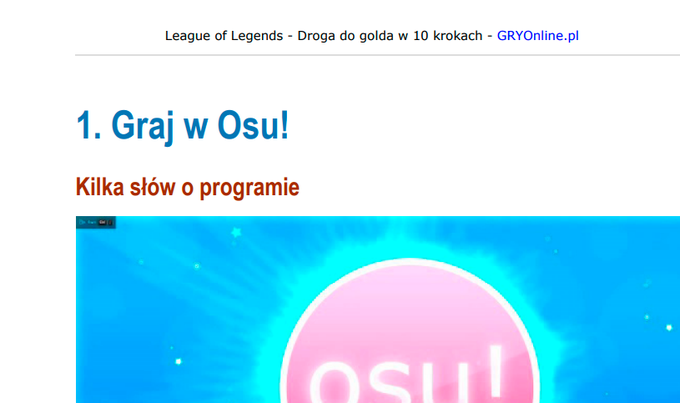 League of Legends - Droga do golda w 10 krokach - GRYOnline.pl
1. Graj w Osu!
Kilka słów o programie
osu!